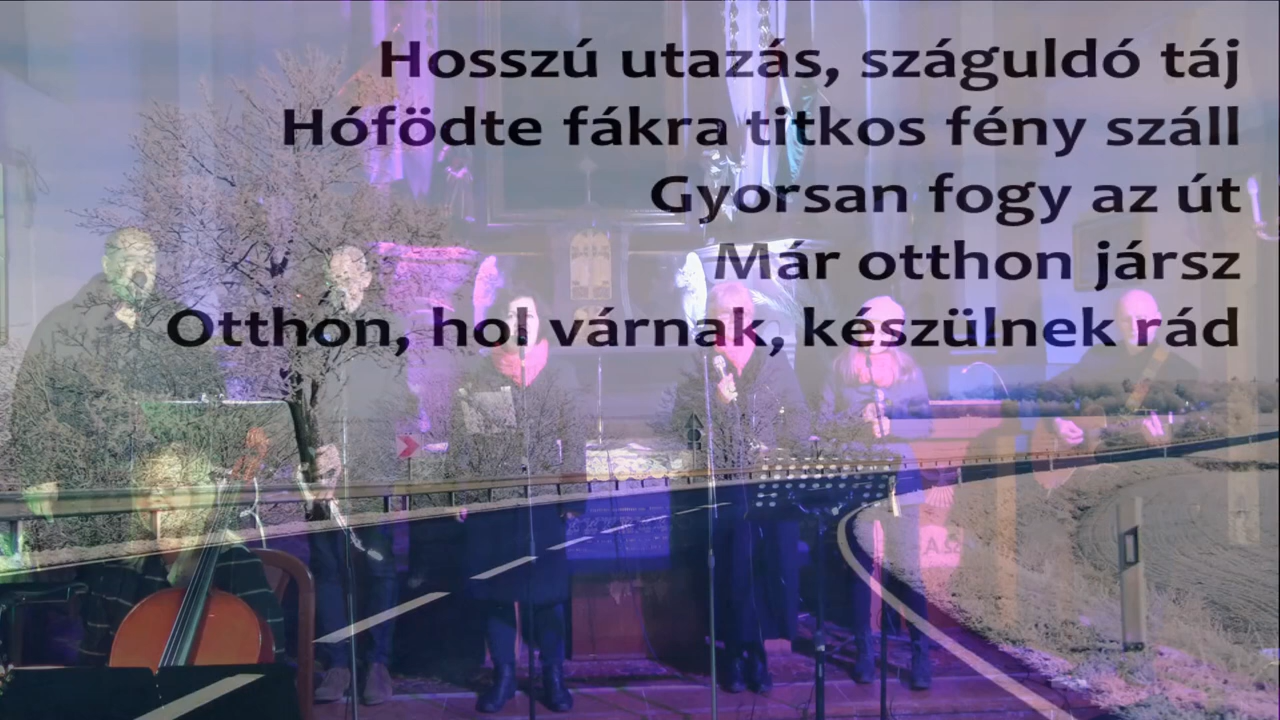 Hosszú utazás, száguldó táj
Hófödte fákra titkos fény száll
Gyorsan fogy az út
Már otthon jársz
Otthon, hol várnak, készülnek rád
ΑΩ